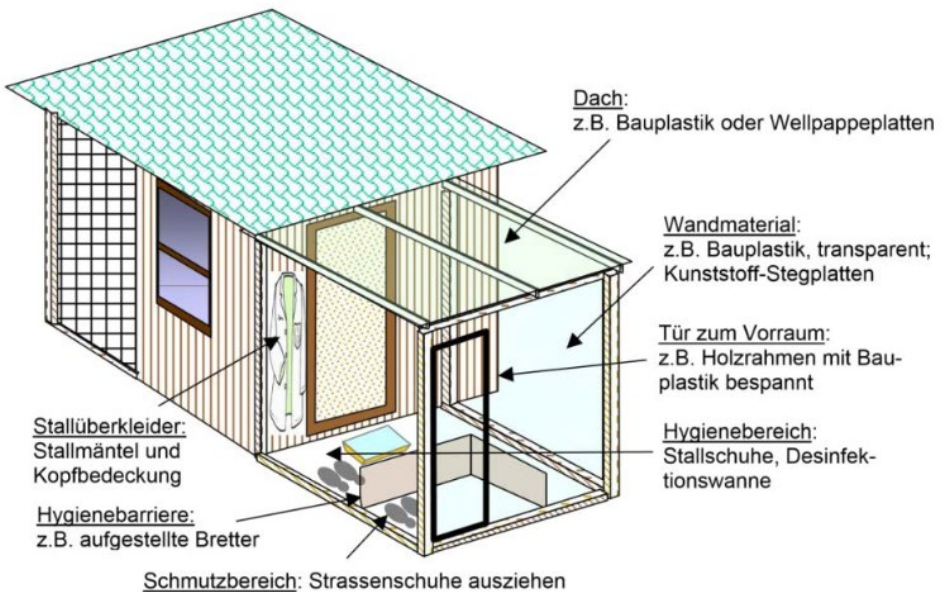 Dach:
z.B. Bauplastik oder Wellpappeplatten
Wandmaterial:
z.B. Bauplastik, transparent;
Kunststoff-Stegplatten
Tür zum Vorraum:
z.B. Holzrahmen mit Bau-
plastik bespannt
Hygienebereich:
Stallschuhe, Desinfek-
tionswanne
Stallüberkleider:
Stallmäntel und
Kopfbedeckung
Hygienebarriere:
z.B. aufgestellte Bretter
Schmutzbereich: Strassenschuhe ausziehen